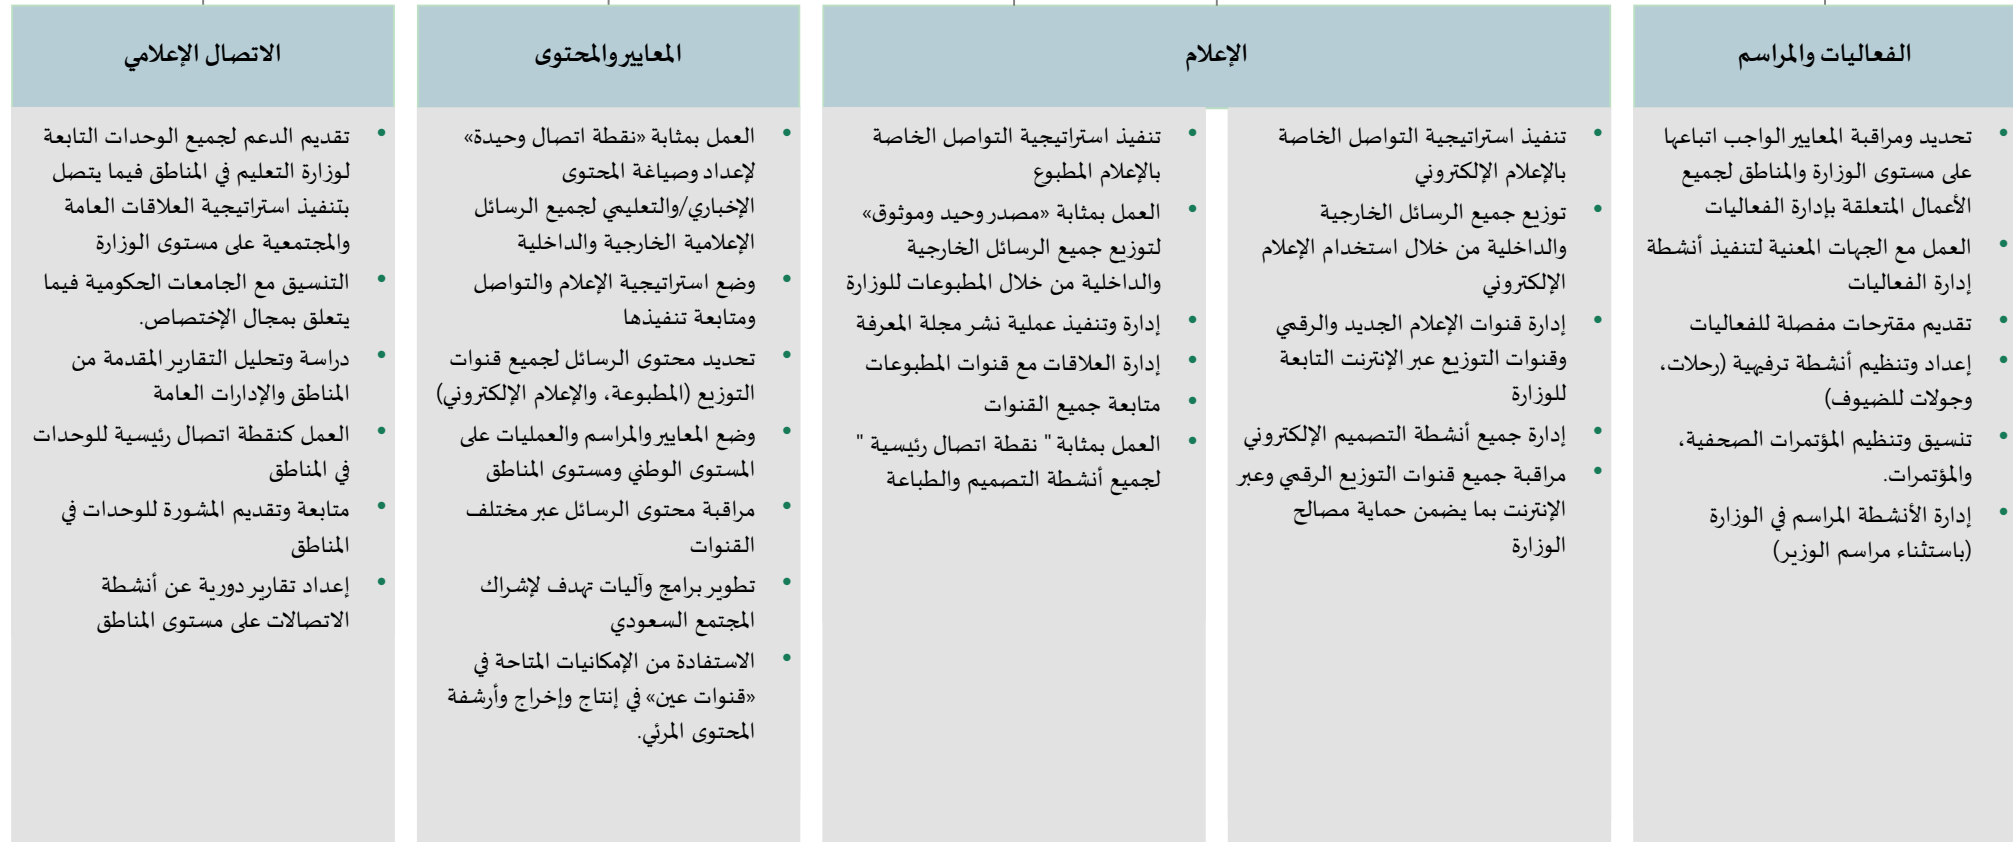 الفعاليات والمراسم
تحديد ومراقبة المعايير الواجب اتباعها
على مستوى الوزارة والمناطق لجميع
الأعمال المتعلقة بإدارة الفعاليات
العمل مع الجهات المعنية لتنفيذ أنشطة
إدارة الفعاليات
تقديم مقترحات مفصلة للفعاليات
إعداد وتنظيم أنشطة ترفيهية (رحلات،
وجولات للضيوف)
تنسيق وتنظيم المؤتمرات الصحفية،
والمؤتمرات.
إدارة الأنشطة المراسم في الوزارة
(باستثناء مراسم الوزير)
الإعلام
تنفيذ استراتيجية التواصل الخاصة
بالإعلام الإلكتروني
توزيع جميع الرسائل الخارجية
والداخلية من خلال استخدام الإعلام
الإلكتروني
إدارة قنوات الإعلام الجديد والرقمي
وقنوات التوزيع عبر الإنترنت التابعة
للوزارة
إدارة جميع أنشطة التصميم الإلكتروني
مراقبة جميع قنوات التوزيع الرقمي وعبر
الإنترنت بما يضمن حماية مصالح
الوزارة
تنفيذ استراتيجية التواصل الخاصة
بالإعلام المطبوع
العمل بمثابة «مصدر وحيد وموثوق»
لتوزيع جميع الرسائل الخارجية
والداخلية من خلال المطبوعات للوزارة
إدارة وتنفيذ عملية نشر مجلة المعرفة
إدارة العلاقات مع قنوات المطبوعات
متابعة جميع القنوات
العمل بمثابة " نقطة اتصال رئيسية "
لجميع أنشطة التصميم والطباعة
المعايير والمحتوى
العمل بمثابة «نقطة اتصال وحيدة»
لإعداد وصياغة المحتوى
الإخباري/والتعليمي لجميع الرسائل
الإعلامية الخارجية والداخلية
وضع استراتيجية الإعلام والتواصل
ومتابعة تنفيذها
تحديد محتوى الرسائل لجميع قنوات
التوزيع (المطبوعة، والإعلام الإلكتروني)
وضع المعايير والمراسم والعمليات على
المستوى الوطني ومستوى المناطق
مراقبة محتوى الرسائل عبر مختلف
القنوات
تطوير برامج وآليات تهدف لإشراك
المجتمع السعودي
الاستفادة من الإمكانيات المتاحة في
«قنوات عين» في إنتاج وإخراج وأرشفة
المحتوى المرئي.
الاتصال الإعلامي
تقديم الدعم لجميع الوحدات التابعة
لوزارة التعليم في المناطق فيما يتصل
بتنفيذ استراتيجية العلاقات العامة
والمجتمعية على مستوى الوزارة
التنسيق مع الجامعات الحكومية فيما
يتعلق بمجال الإختصاص.
دراسة وتحليل التقارير المقدمة من
المناطق والإدارات العامة
العمل كنقطة اتصال رئيسية للوحدات
في المناطق
متابعة وتقديم المشورة للوحدات في
المناطق
إعداد تقارير دورية عن أنشطة
الاتصالات على مستوى المناطق